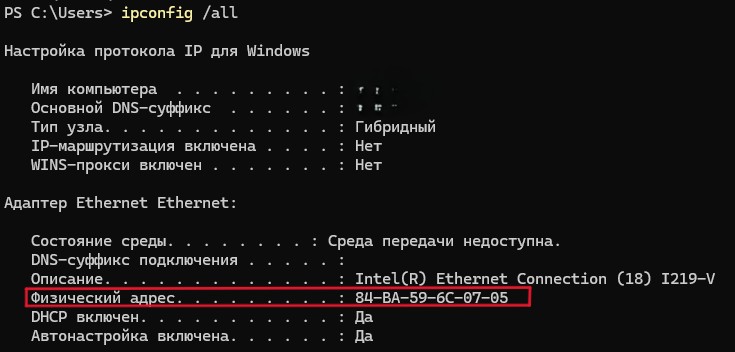 PS C:\Users> ipconfig /all
Настройка протокола IP для Windows
Имя компьютера . . . . . . . . . :
Основной DNS-суффикс . . . . . . :
Тип узла. . . . . . . . . . . . . : Гибридный
IP-маршрутизация включена . . . . : Нет
WINS-прокси включен . . . . . . . : Нет
Адаптер Ethernet Ethernet:
Состояние среды. . . . . . . . : Среда передачи недоступна.
DNS-суффикс подключения . . . . . :
Описание. . . . . . . . . . . . . : Intel(R) Ethernet Connection (18) I219-V
Физический адрес. . . . . . . . . : 84-BA-59-6C-07-05
DHCP включен. . . . . . . . . . . : Да
Автонастройка включена. . . . . . : Да